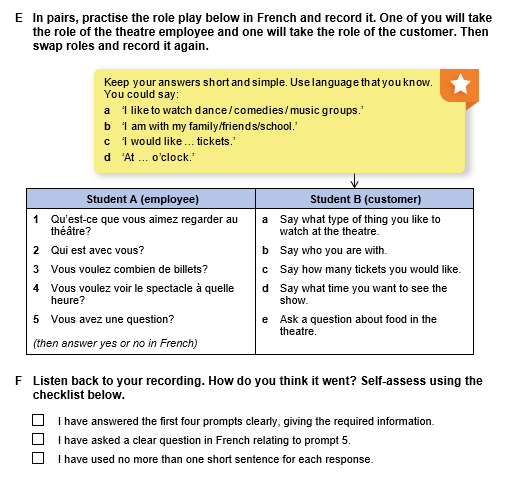 E In pairs, practise the role play below in French and record it. One of you will take
the role of the theatre employee and one will take the role of the customer. Then
swap roles and record it again.
Keep your answers short and simple. Use language that you know.
You could say:
a 'I like to watch dance / comedies / music groups.'
b 'I am with my family/friends/school.'
c 'I would like ... tickets.'
d 'At ... o'clock.'
Student A (employee)
Student B (customer)
1 Qu'est-ce que vous aimez regarder au
théâtre?
a Say what type of thing you like to
watch at the theatre.
2 Qui est avec vous?
b Say who you are with.
3 Vous voulez combien de billets?
c Say how many tickets you would like.
4 Vous voulez voir le spectacle à quelle
heure?
d Say what time you want to see the
show.
5 Vous avez une question?
(then answer yes or no in French)
e Ask a question about food in the
theatre.
F Listen back to your recording. How do you think it went? Self-assess using the
checklist below.
I have answered the first four prompts clearly, giving the required information.
I have asked a clear question in French relating to prompt 5.
I have used no more than one short sentence for each response.